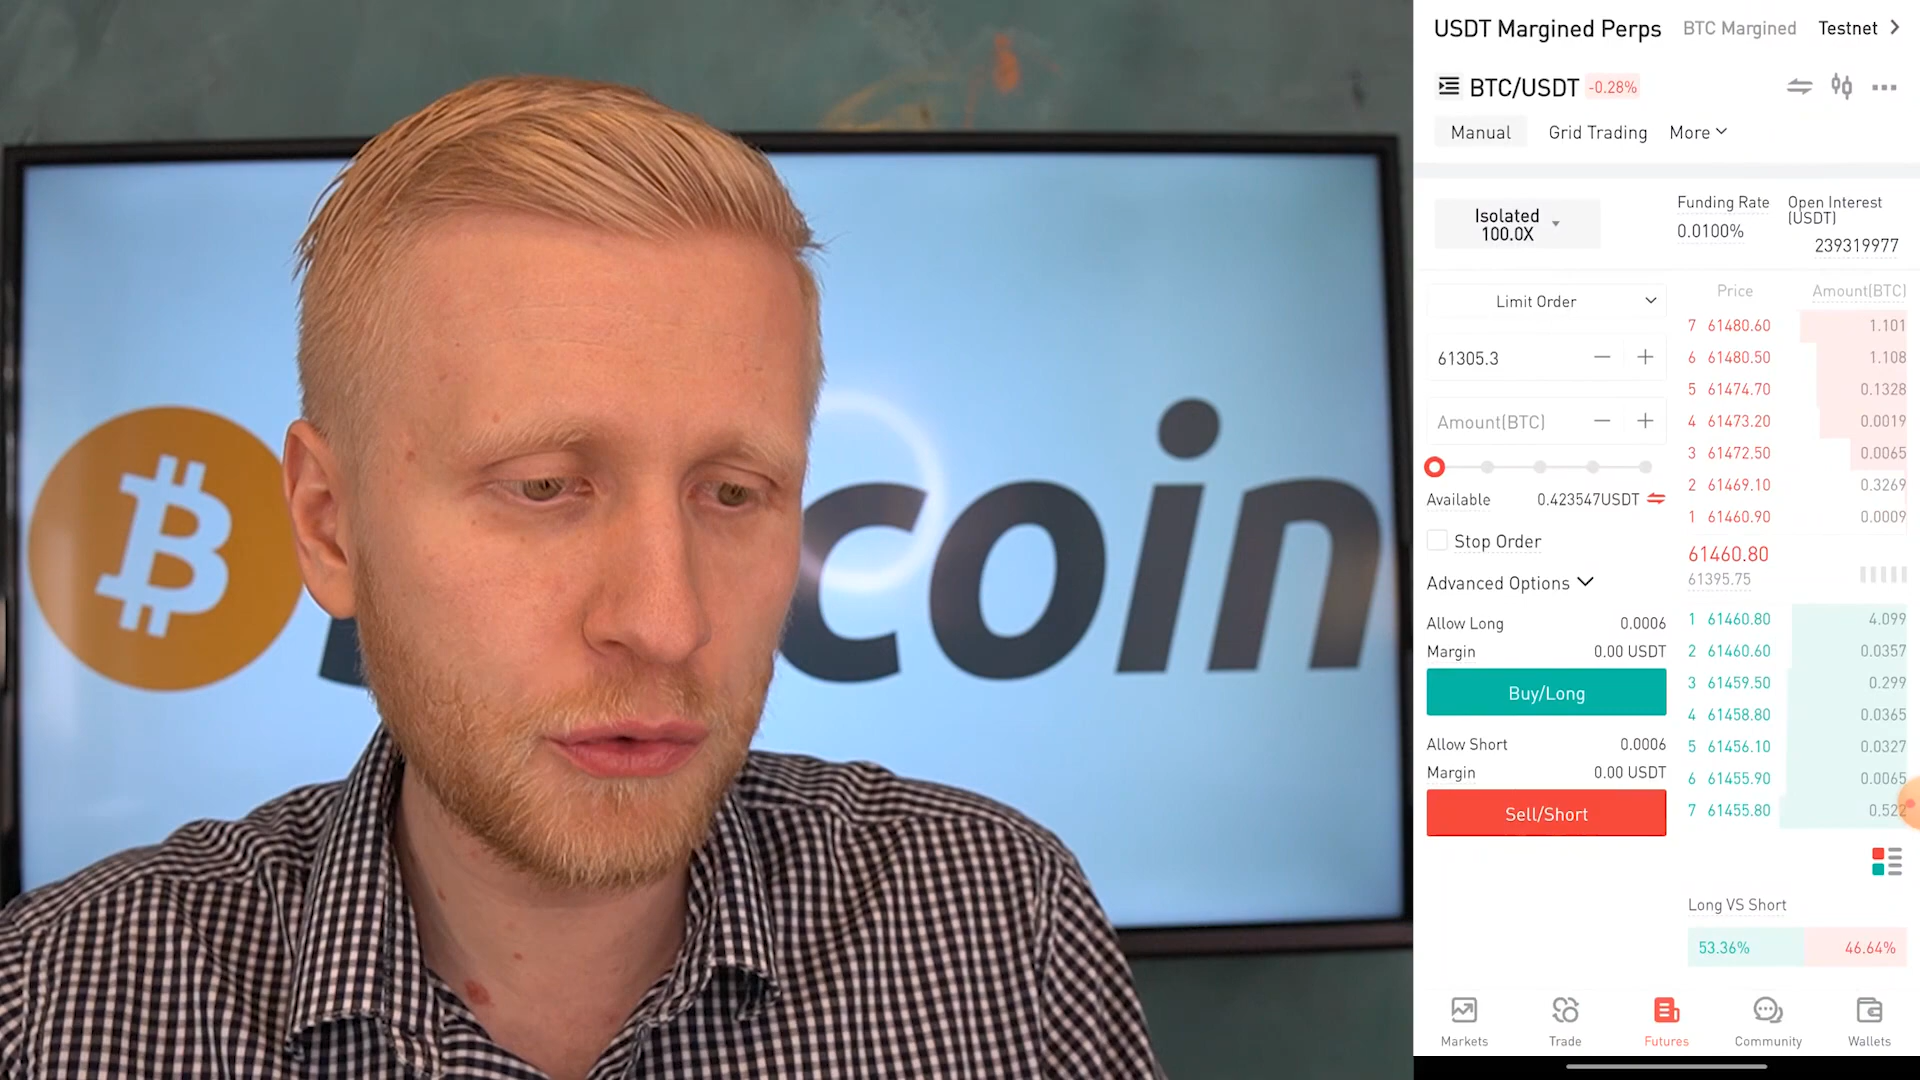 coin
USDT Margined Perps BTC Margined Testnet
BTC/USDT -0.28%
Manual Grid Trading More
Isolated
100.0X
Funding Rate
0.0100%
Open Interest
(USDT)
239319977
Limit Order
61305.3
Amount(BTC)
Available 0.423547USDT
Stop Order
Advanced Options
Allow Long 0.0006
Margin 0.00 USDT
Buy/Long
Allow Short 0.0006
Margin 0.00 USDT
Sell/Short
Price Amount(BTC)
7 61480.60 1.101
6 61480.50 1.108
5 61474.70 0.1328
4 61473.20 0.0019
3 61472.50 0.0065
2 61469.10 0.3269
1 61460.90 0.0009
61460.80
61395.75
1 61460.80 4.099
2 61460.60 0.0357
3 61459.50 0.299
4 61458.80 0.0365
5 61456.10 0.0327
6 61455.90 0.0065
7 61455.80 0.522
Long VS Short
53.36% 46.64%
Markets Trade Futures Community Wallets